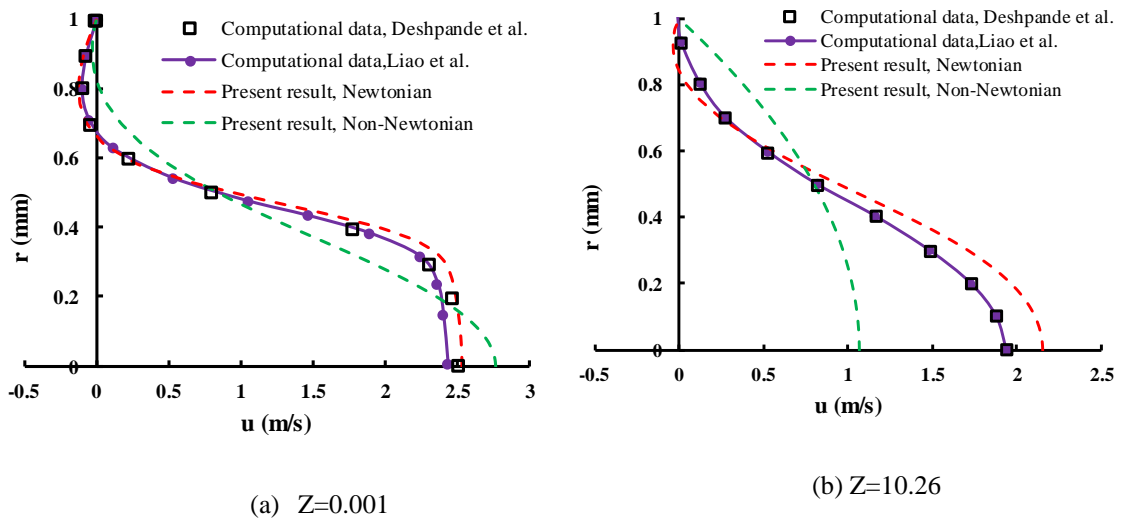 1
0.8
0.6
0.4
0.2
0
-0.5
0
0.5
1
1.5
2
2.5
3
r (mm)
u (m/s)
Computational data, Deshpande et al.
Computational data,Liao et al.
Present result, Newtonian
Present result, Non-Newtonian
(a) Z=0.001
1
0.8
0.6
0.4
0.2
0
-0.5
0
0.5
1
1.5
2
2.5
r (mm)
u (m/s)
Computational data, Deshpande et al.
Computational data,Liao et al.
Present result, Newtonian
Present result, Non-Newtonian
(b) Z=10.26